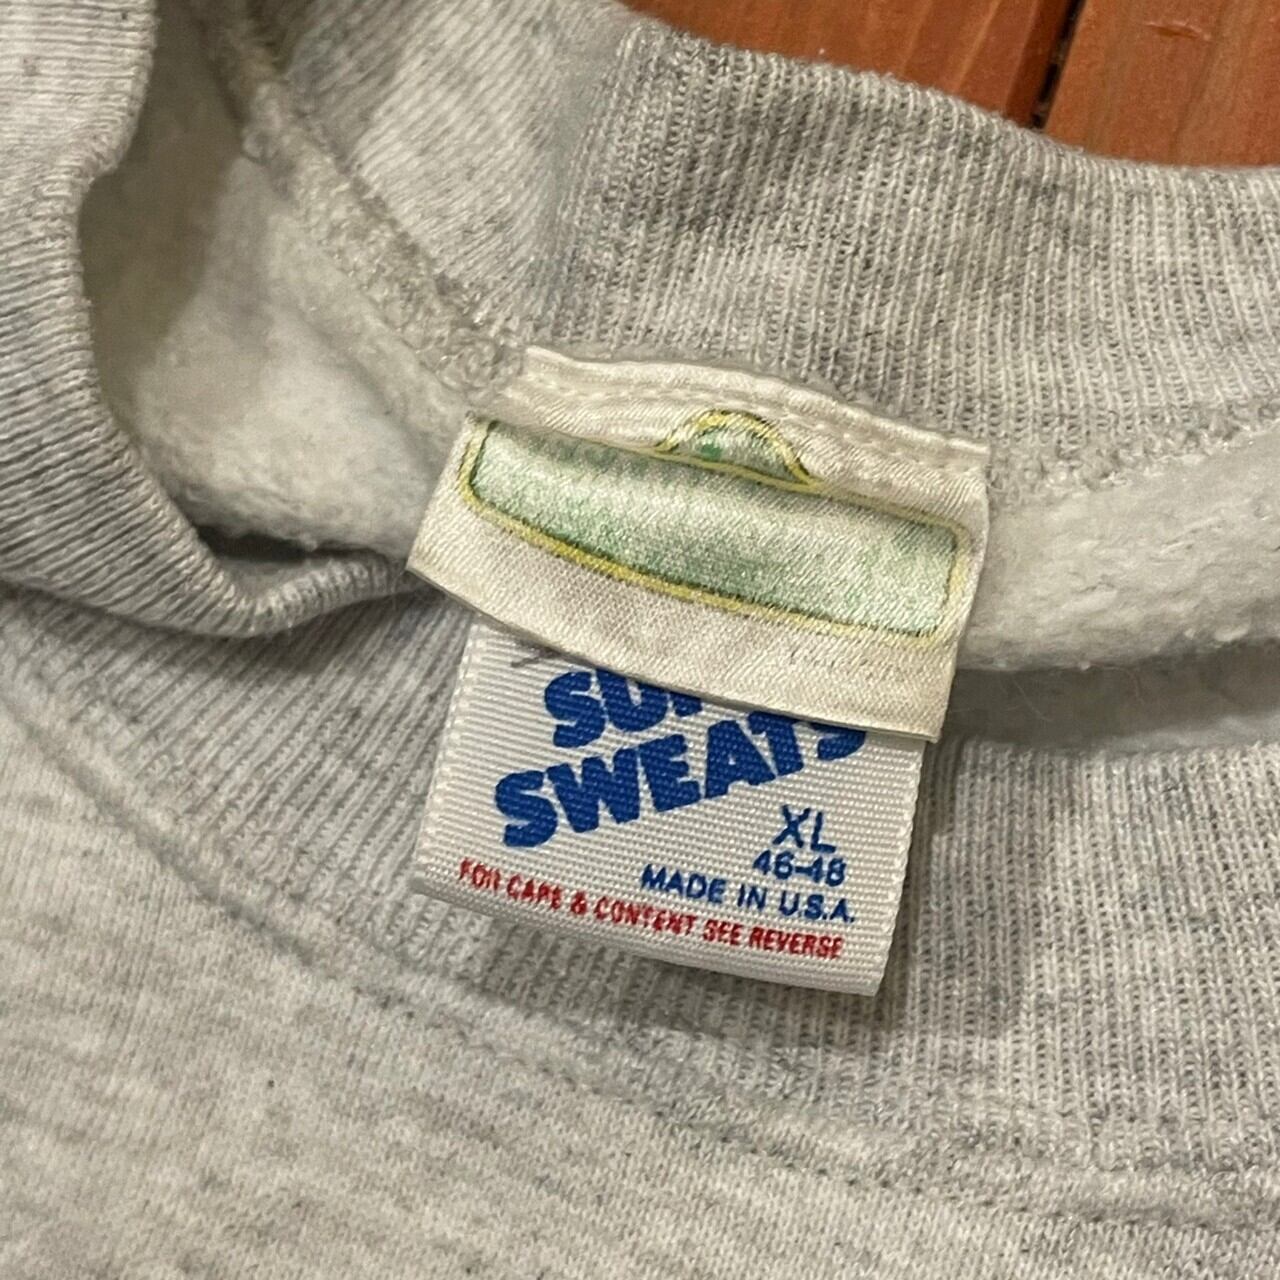 SWEATS
XL
46-48
MADE IN U.S.A.
FOR CARE & CONTENT SEE REVERSE